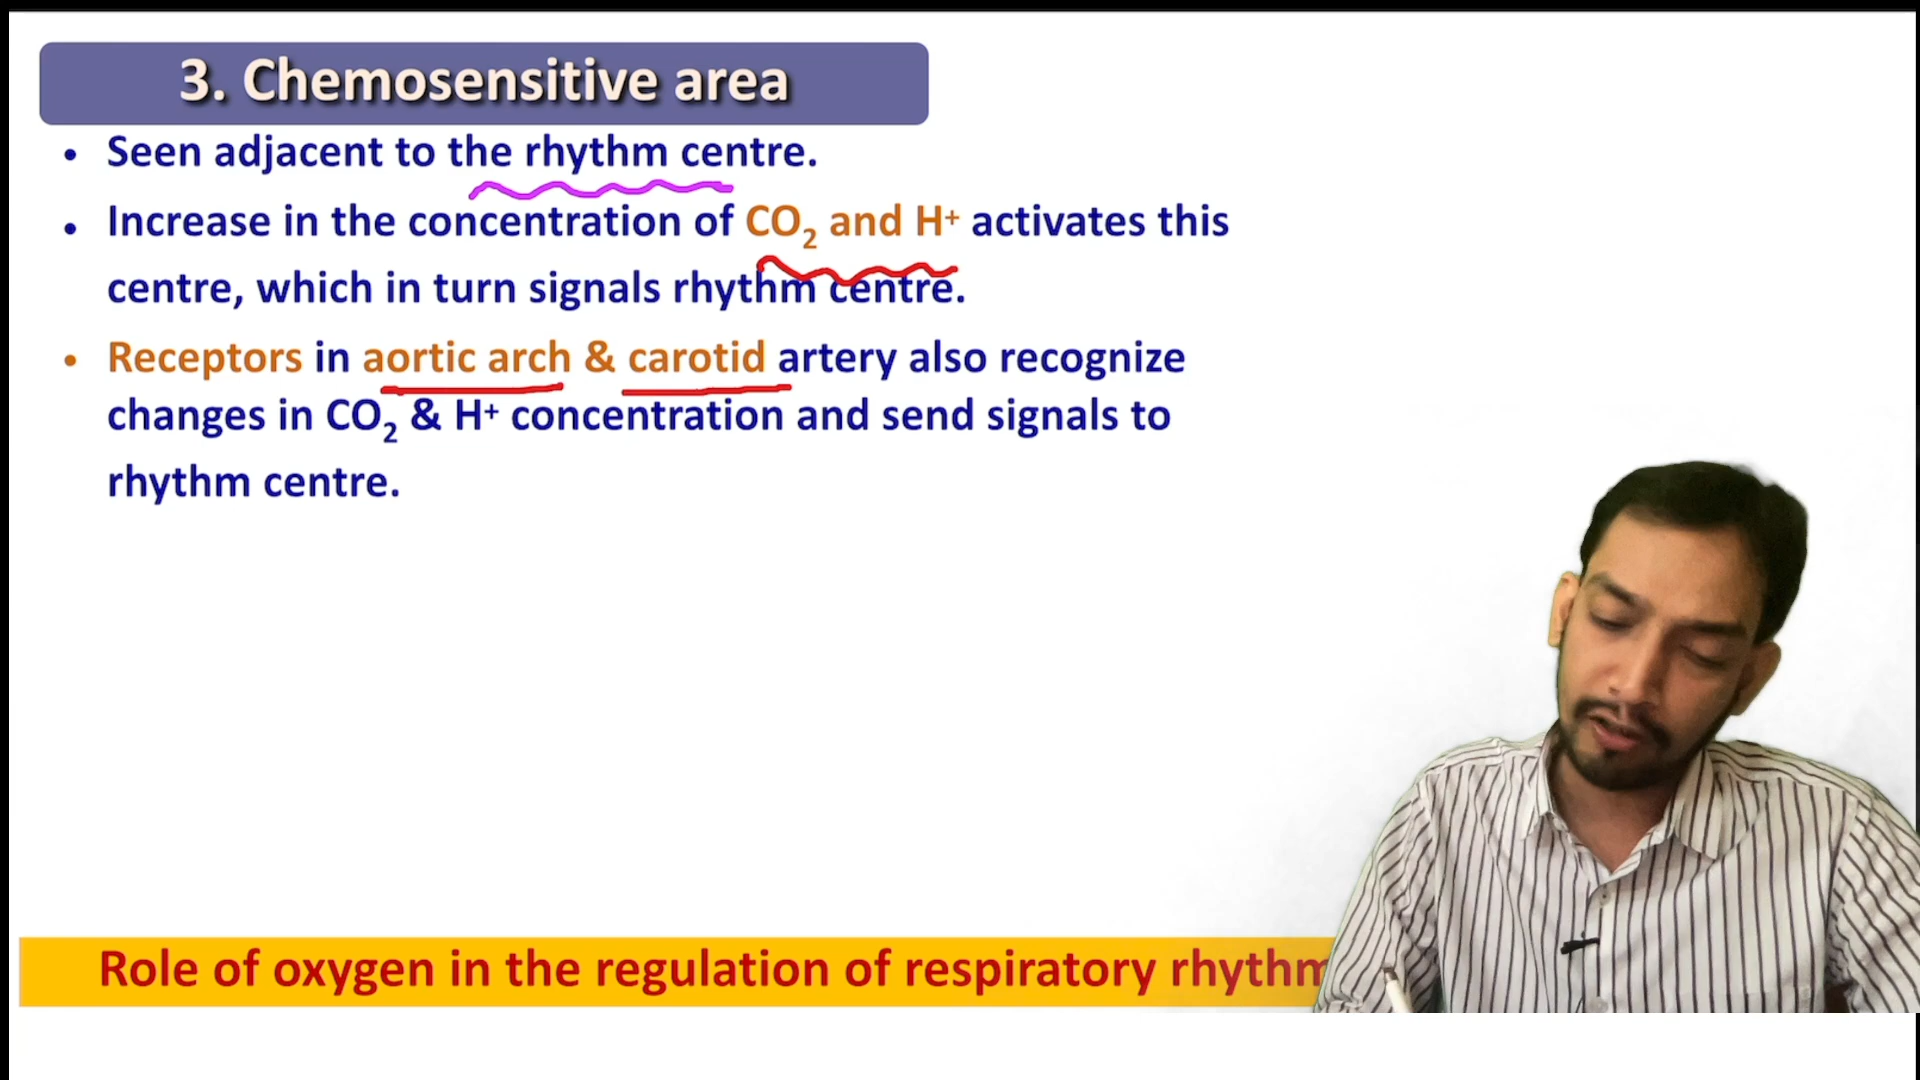 3. Chemosensitive area
• Seen adjacent to the rhythm centre.
• Increase in the concentration of CO₂ and H⁺ activates this
centre, which in turn signals rhythm centre.
• Receptors in aortic arch & carotid artery also recognize
changes in CO₂ & H⁺ concentration and send signals to
rhythm centre.
Role of oxygen in the regulation of respiratory rhythm